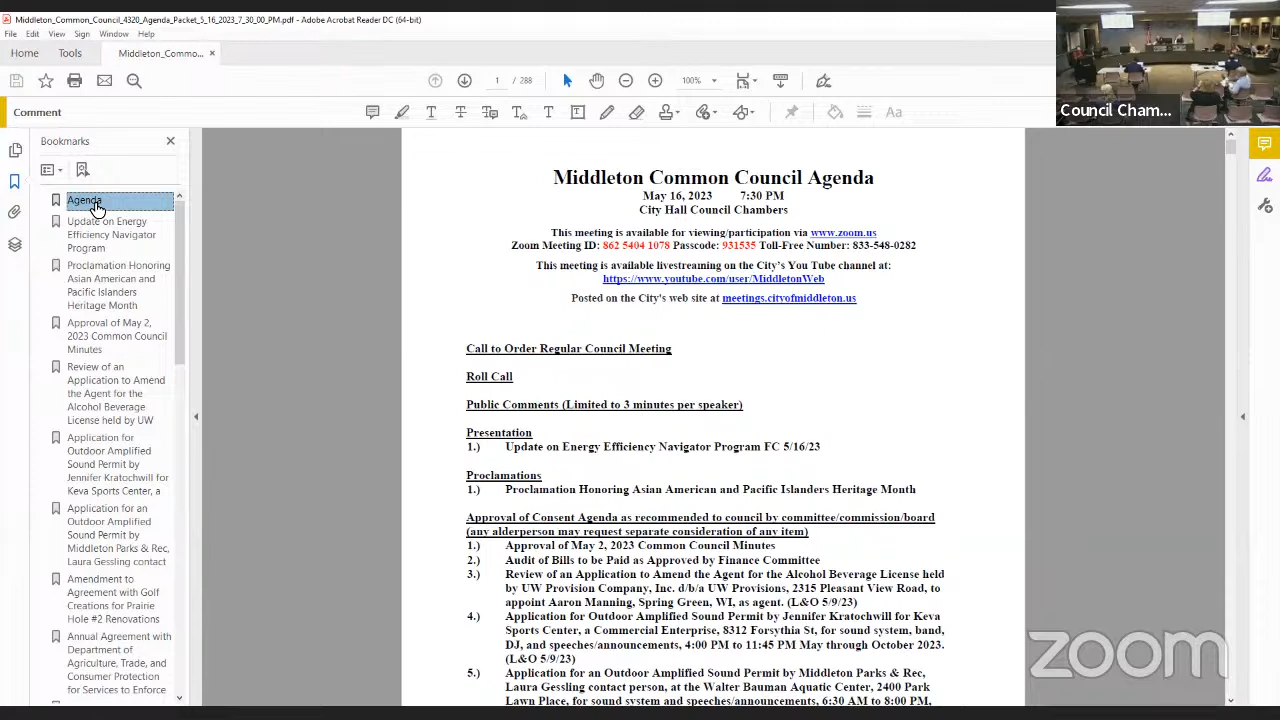 Middleton_Common_Council_4320_Agenda_Packet_5_16_2023_7_30_00_PM.pdf - Adobe Acrobat Reader DC (64-bit)
File Edit View Sign Window Help
Home Tools Middleton_Commo... ×
1 / 288 100%
Council Cham...
Comment
Aa
Bookmarks
Agenda
Update on Energy
Efficiency Navigator
Program
Proclamation Honoring
Asian American and
Pacific Islanders
Heritage Month
Approval of May 2,
2023 Common Council
Minutes
Review of an
Application to Amend
the Agent for the
Alcohol Beverage
License held by UW
Application for
Outdoor Amplified
Sound Permit by
Jennifer Kratochwill for
Keva Sports Center, a
Application for an
Outdoor Amplified
Sound Permit by
Middleton Parks & Rec,
Laura Gessling contact
Amendment to
Agreement with Golf
Creations for Prairie
Hole #2 Renovations
Annual Agreement with
Department of
Agriculture, Trade, and
Consumer Protection
for Services to Enforce
Middleton Common Council Agenda
May 16, 2023 7:30 PM
City Hall Council Chambers
This meeting is available for viewing/participation via www.zoom.us
Zoom Meeting ID: 862 5404 1078 Passcode: 931535 Toll-Free Number: 833-548-0282
This meeting is available livestreaming on the City's You Tube channel at:
https://www.youtube.com/user/MiddletonWeb
Posted on the City's web site at meetings.cityofmiddleton.us
Call to Order Regular Council Meeting
Roll Call
Public Comments (Limited to 3 minutes per speaker)
Presentation
1.) Update on Energy Efficiency Navigator Program FC 5/16/23
Proclamations
1.) Proclamation Honoring Asian American and Pacific Islanders Heritage Month
Approval of Consent Agenda as recommended to council by committee/commission/board
(any alderperson may request separate consideration of any item)
1.) Approval of May 2, 2023 Common Council Minutes
2.) Audit of Bills to be Paid as Approved by Finance Committee
3.) Review of an Application to Amend the Agent for the Alcohol Beverage License held
by UW Provision Company, Inc. d/b/a UW Provisions, 2315 Pleasant View Road, to
appoint Aaron Manning, Spring Green, WI, as agent. (L&O 5/9/23)
4.) Application for Outdoor Amplified Sound Permit by Jennifer Kratochwill for Keva
Sports Center, a Commercial Enterprise, 8312 Forsythia St, for sound system, band,
DJ, and speeches/announcements, 4:00 PM to 11:45 PM May through October 2023.
(L&O 5/9/23)
5.) Application for an Outdoor Amplified Sound Permit by Middleton Parks & Rec,
Laura Gessling contact person, at the Walter Bauman Aquatic Center, 2400 Park
Lawn Place, for sound system and speeches/announcements, 6:30 AM to 8:00 PM,
zoom